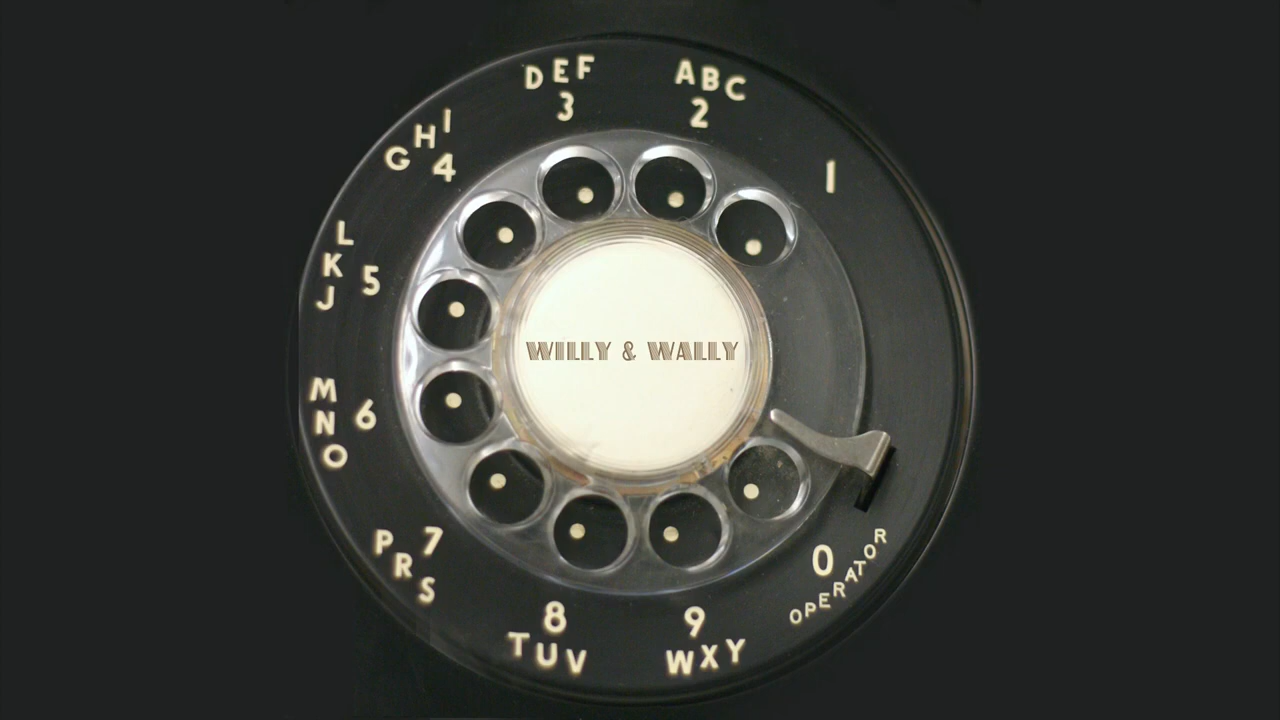 ABC
2
1
DEF
3
GHI
4
JKL
5
MNO
6
PRS
7
TUV
8
WXY
9
0
OPERATOR
WILLY & WALLY